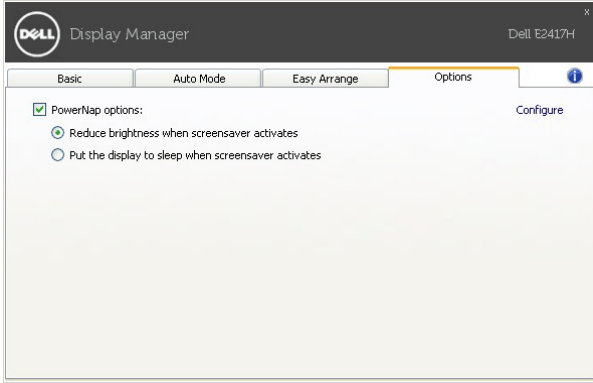 x
DELL Display Manager Dell E2417H
Basic Auto Mode Easy Arrange Options i
PowerNap options: Configure
Reduce brightness when screensaver activates
Put the display to sleep when screensaver activates